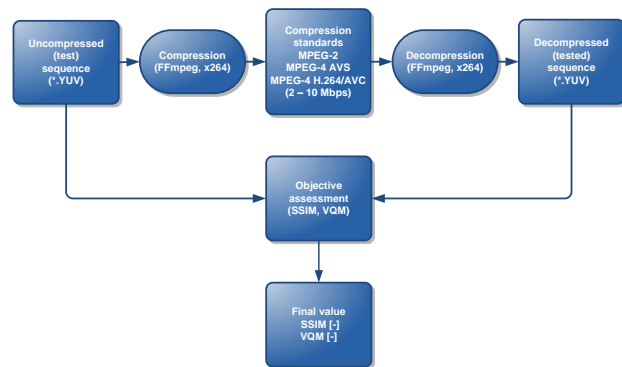 Uncompressed
(test)
sequence
(*.YUV)
Compression
(FFmpeg, x264)
Compression
standards
MPEG-2
MPEG-4 AVS
MPEG-4 H.264/AVC
(2 – 10 Mbps)
Decompression
(FFmpeg, x264)
Decompressed
(tested)
sequence
(*.YUV)
Objective
assessment
(SSIM, VQM)
Final value
SSIM [-]
VQM [-]